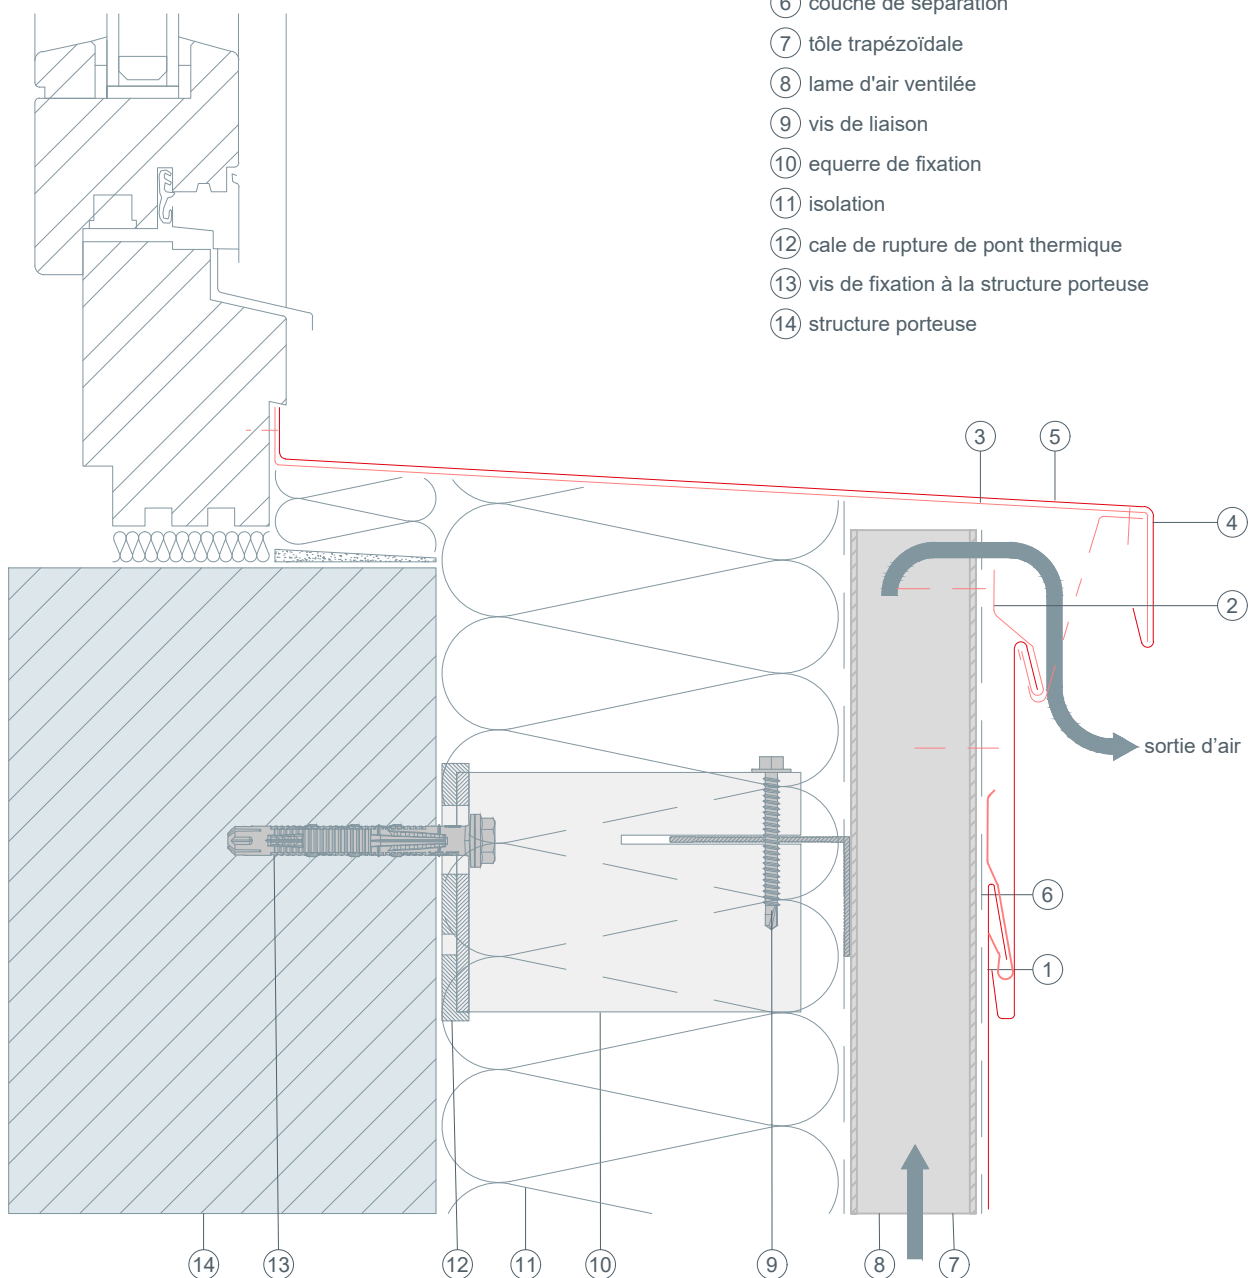 6 couche de séparation
7 tôle trapézoïdale
8 lame d'air ventilée
9 vis de liaison
10 equerre de fixation
11 isolation
12 cale de rupture de pont thermique
13 vis de fixation à la structure porteuse
14 structure porteuse
3 5
4
2
sortie d’air
6
1
14 13 12 11 10 9 8 7